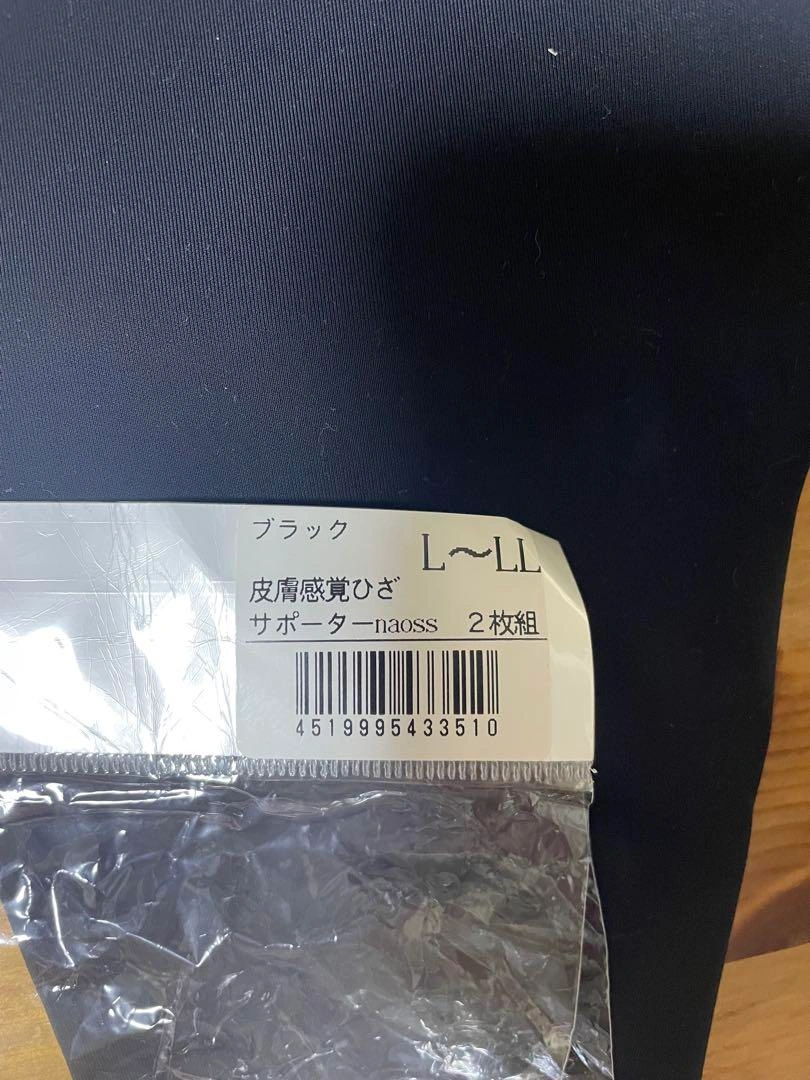 ブラック
L～LL
皮膚感覚ひざ
サポーターnaoss ２枚組
4519995433510